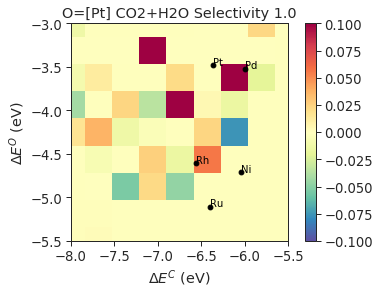 O=[Pt] CO2+H2O Selectivity 1.0
−3.0
−3.5
−4.0
−4.5
−5.0
−5.5
ΔE^O (eV)
Pt
Pd
Rh
Ni
Ru
−8.0 −7.5 −7.0 −6.5 −6.0 −5.5
ΔE^C (eV)
0.100
0.075
0.050
0.025
0.000
−0.025
−0.050
−0.075
−0.100